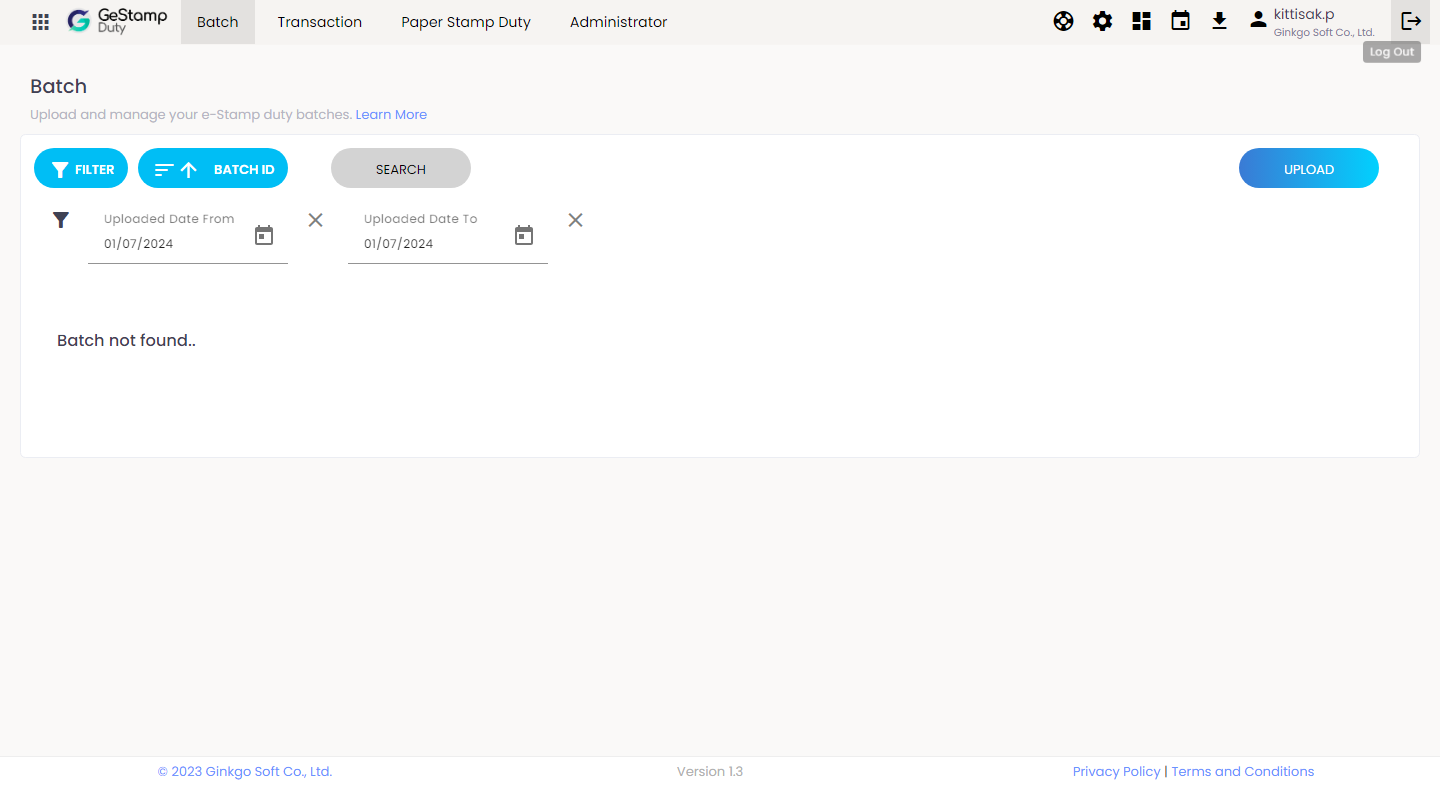 GeStamp
Duty
Batch
Transaction
Paper Stamp Duty
Administrator
kittisak.p
Ginkgo Soft Co., Ltd.
Log Out
Batch
Upload and manage your e-Stamp duty batches. Learn More
FILTER
BATCH ID
SEARCH
UPLOAD
Uploaded Date From
01/07/2024
Uploaded Date To
01/07/2024
Batch not found..
© 2023 Ginkgo Soft Co., Ltd.
Version 1.3
Privacy Policy | Terms and Conditions